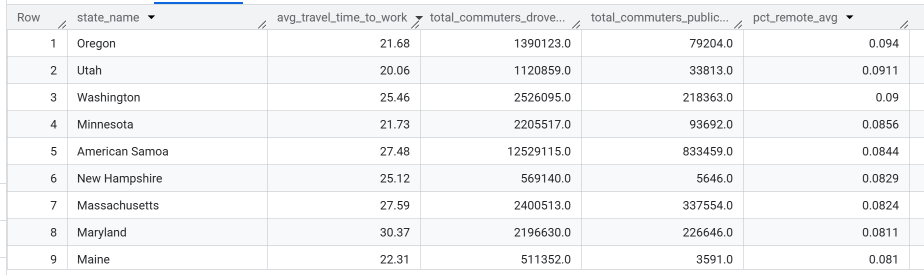 Row state_name avg_travel_time_to_work total_commuters_drove... total_commuters_public... pct_remote_avg
1 Oregon 21.68 1390123.0 79204.0 0.094
2 Utah 20.06 1120859.0 33813.0 0.0911
3 Washington 25.46 2526095.0 218363.0 0.09
4 Minnesota 21.73 2205517.0 93692.0 0.0856
5 American Samoa 27.48 12529115.0 833459.0 0.0844
6 New Hampshire 25.12 569140.0 5646.0 0.0829
7 Massachusetts 27.59 2400513.0 337554.0 0.0824
8 Maryland 30.37 2196630.0 226646.0 0.0811
9 Maine 22.31 511352.0 3591.0 0.081